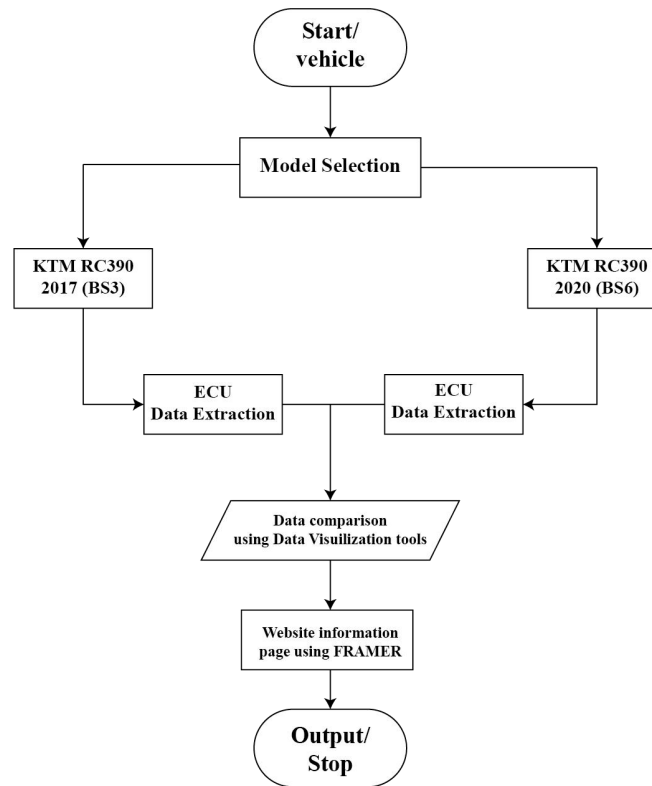 Start/
vehicle
Model Selection
KTM RC390
2017 (BS3)
KTM RC390
2020 (BS6)
ECU
Data Extraction
ECU
Data Extraction
Data comparison
using Data Visuilization tools
Website information
page using FRAMER
Output/
Stop